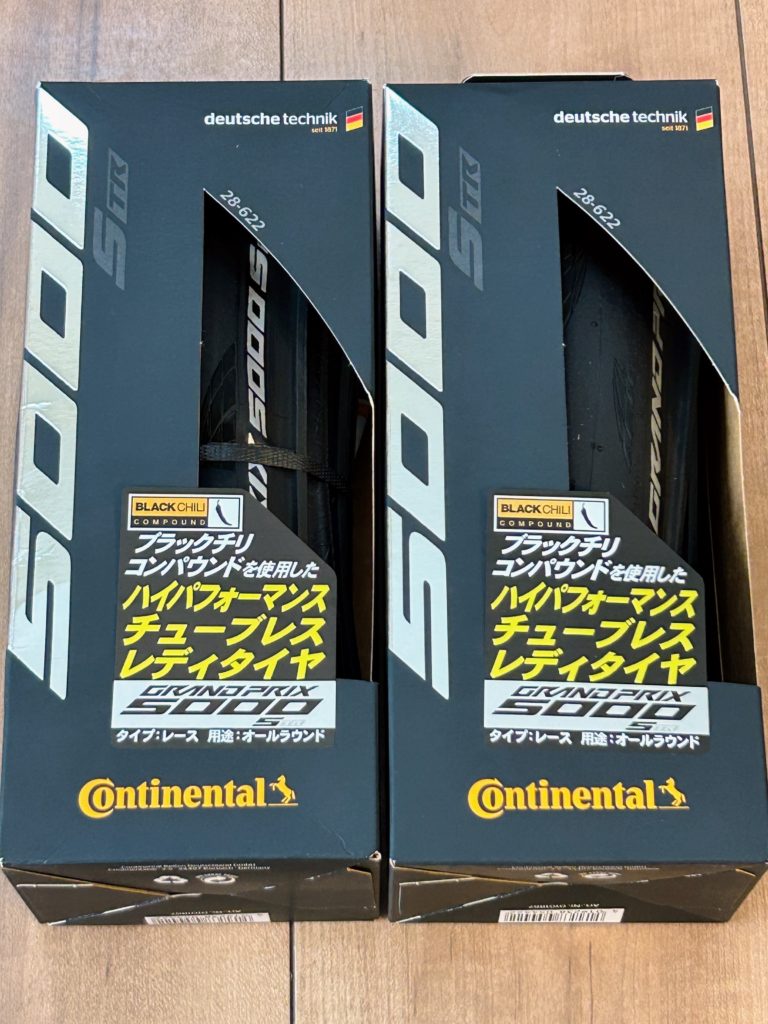 5000
S TR
deutsche technik
seit 1871
28-622
S 5000
BLACK CHILI
COMPOUND
ブラックチリ
コンパウンドを使用した
ハイパフォーマンス
チューブレス
レディタイヤ
GRAND PRIX
5000
S TR
タイプ:レース 用途:オールラウンド
Continental
5000
S TR
deutsche technik
seit 1871
28-622
GRAND
BLACK CHILI
COMPOUND
ブラックチリ
コンパウンドを使用した
ハイパフォーマンス
チューブレス
レディタイヤ
GRAND PRIX
5000
S TR
タイプ:レース 用途:オールラウンド
Continental